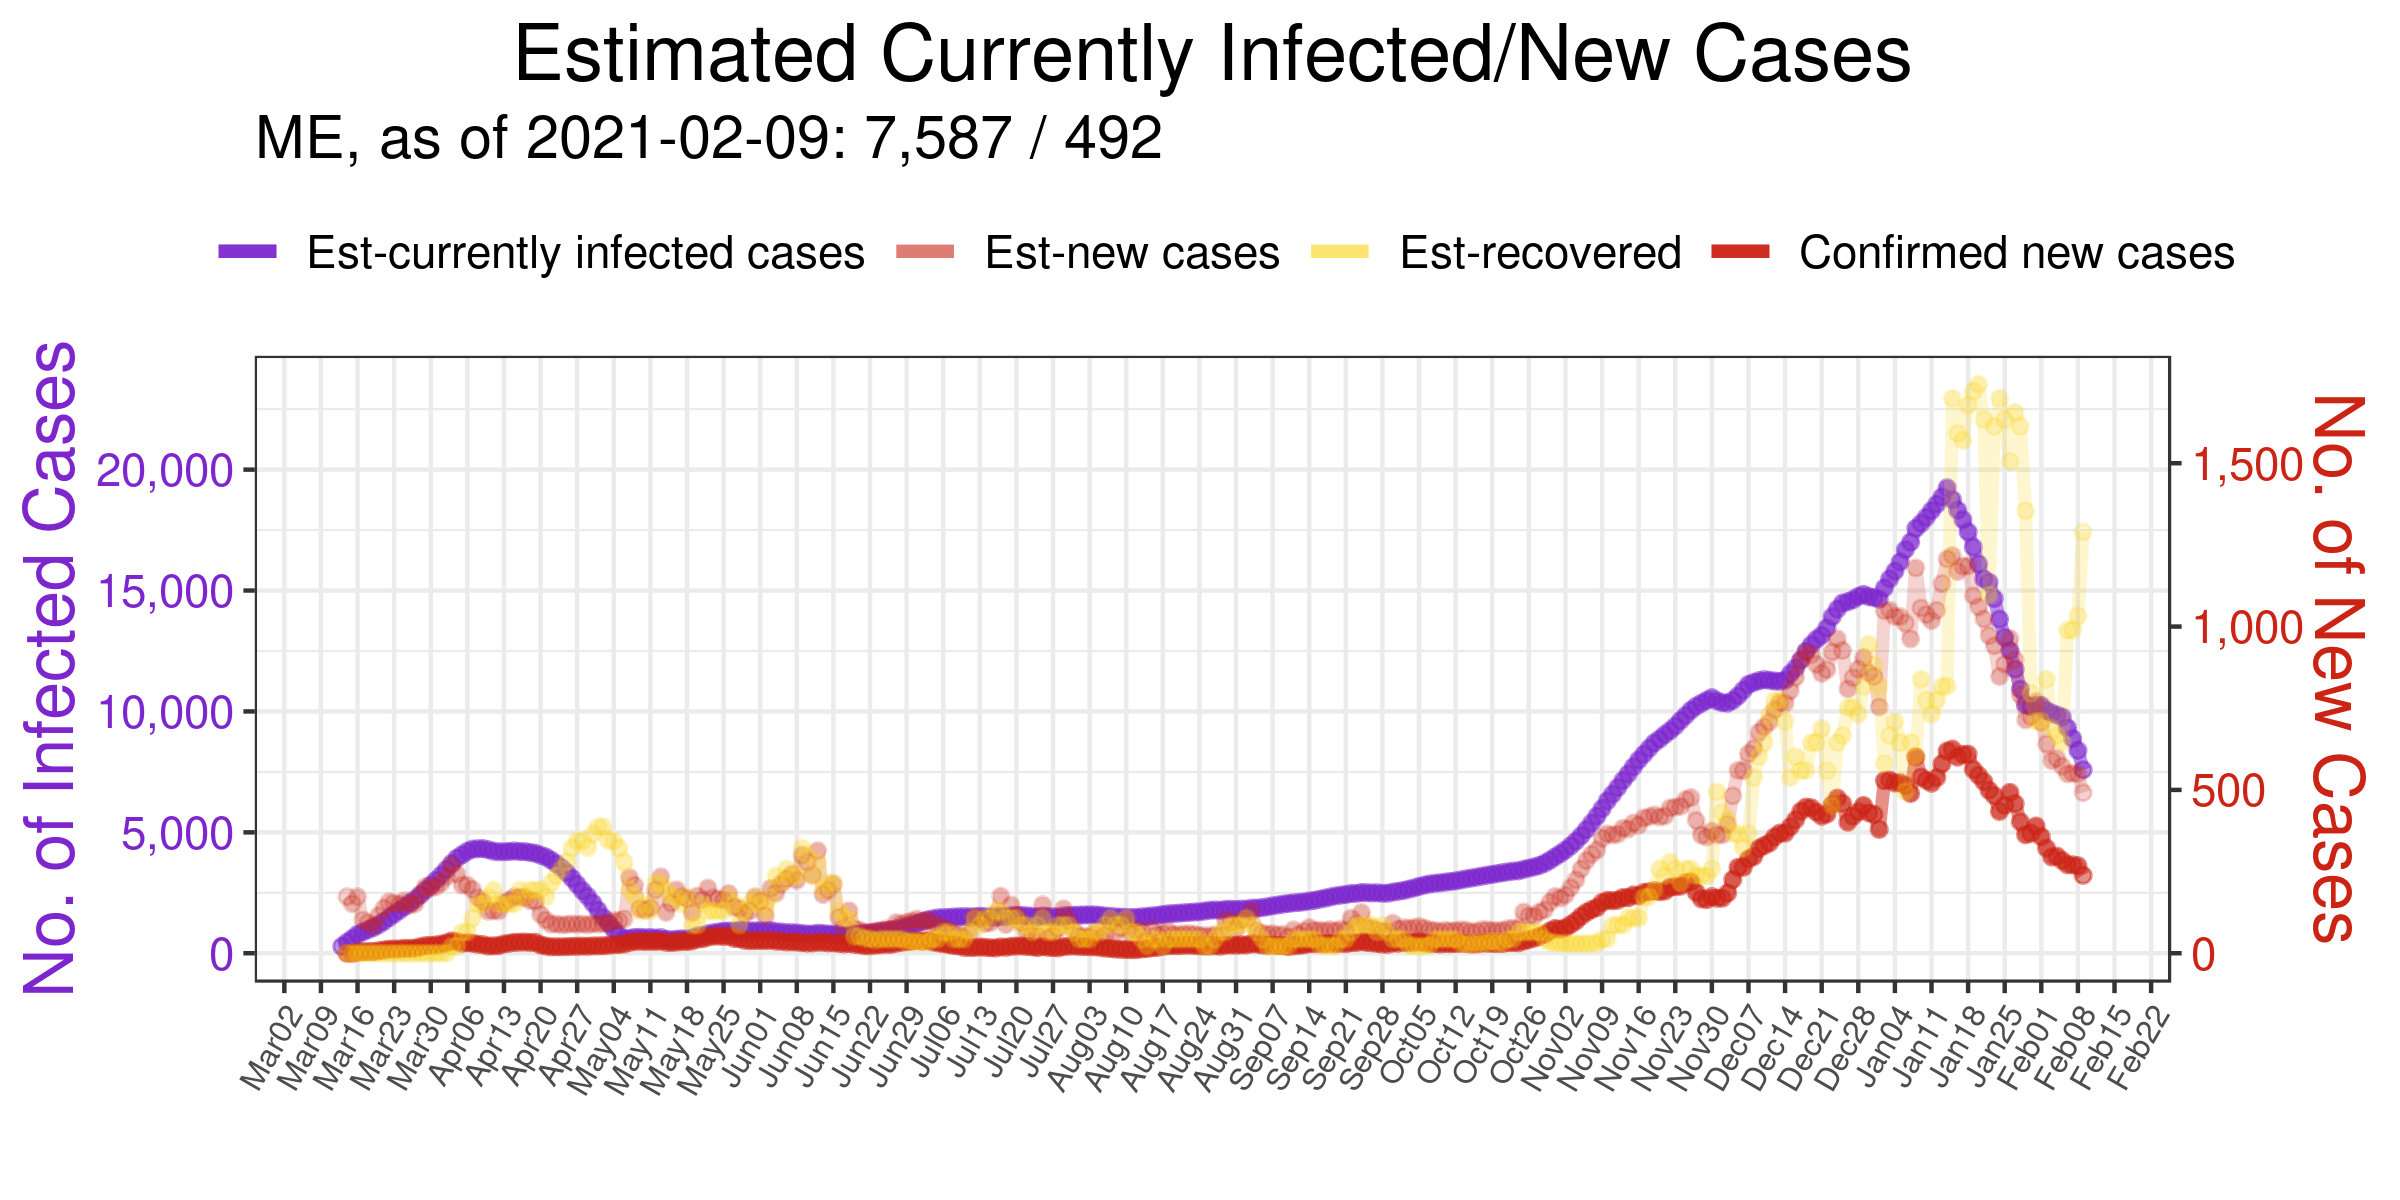 Estimated Currently Infected/New Cases
ME, as of 2021-02-09: 7,587 / 492
Est-currently infected cases Est-new cases Est-recovered Confirmed new cases
No. of Infected Cases
20,000
15,000
10,000
5,000
0
1,500
1,000
500
0
No. of New Cases
Mar02 Mar09 Mar16 Mar23 Mar30 Apr06 Apr13 Apr20 Apr27 May04 May11 May18 May25 Jun01 Jun08 Jun15 Jun22 Jun29 Jul06 Jul13 Jul20 Jul27 Aug03 Aug10 Aug17 Aug24 Aug31 Sep07 Sep14 Sep21 Sep28 Oct05 Oct12 Oct19 Oct26 Nov02 Nov09 Nov16 Nov23 Nov30 Dec07 Dec14 Dec21 Dec28 Jan04 Jan11 Jan18 Jan25 Feb01 Feb08 Feb15 Feb22